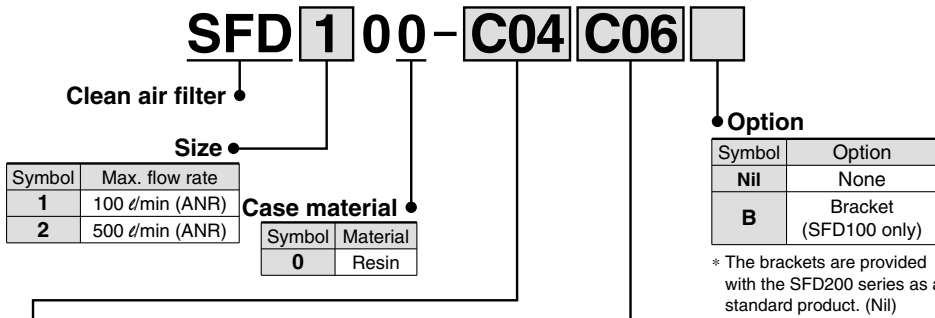 SFD 1 0 0 - C04 C06
Clean air filter
Size
Symbol Max. flow rate
1 100 ℓ/min (ANR)
2 500 ℓ/min (ANR)
Case material
Symbol Material
0 Resin
Option
Symbol Option
Nil None
B Bracket
(SFD100 only)
* The brackets are provided
with the SFD200 series as a
standard product. (Nil)